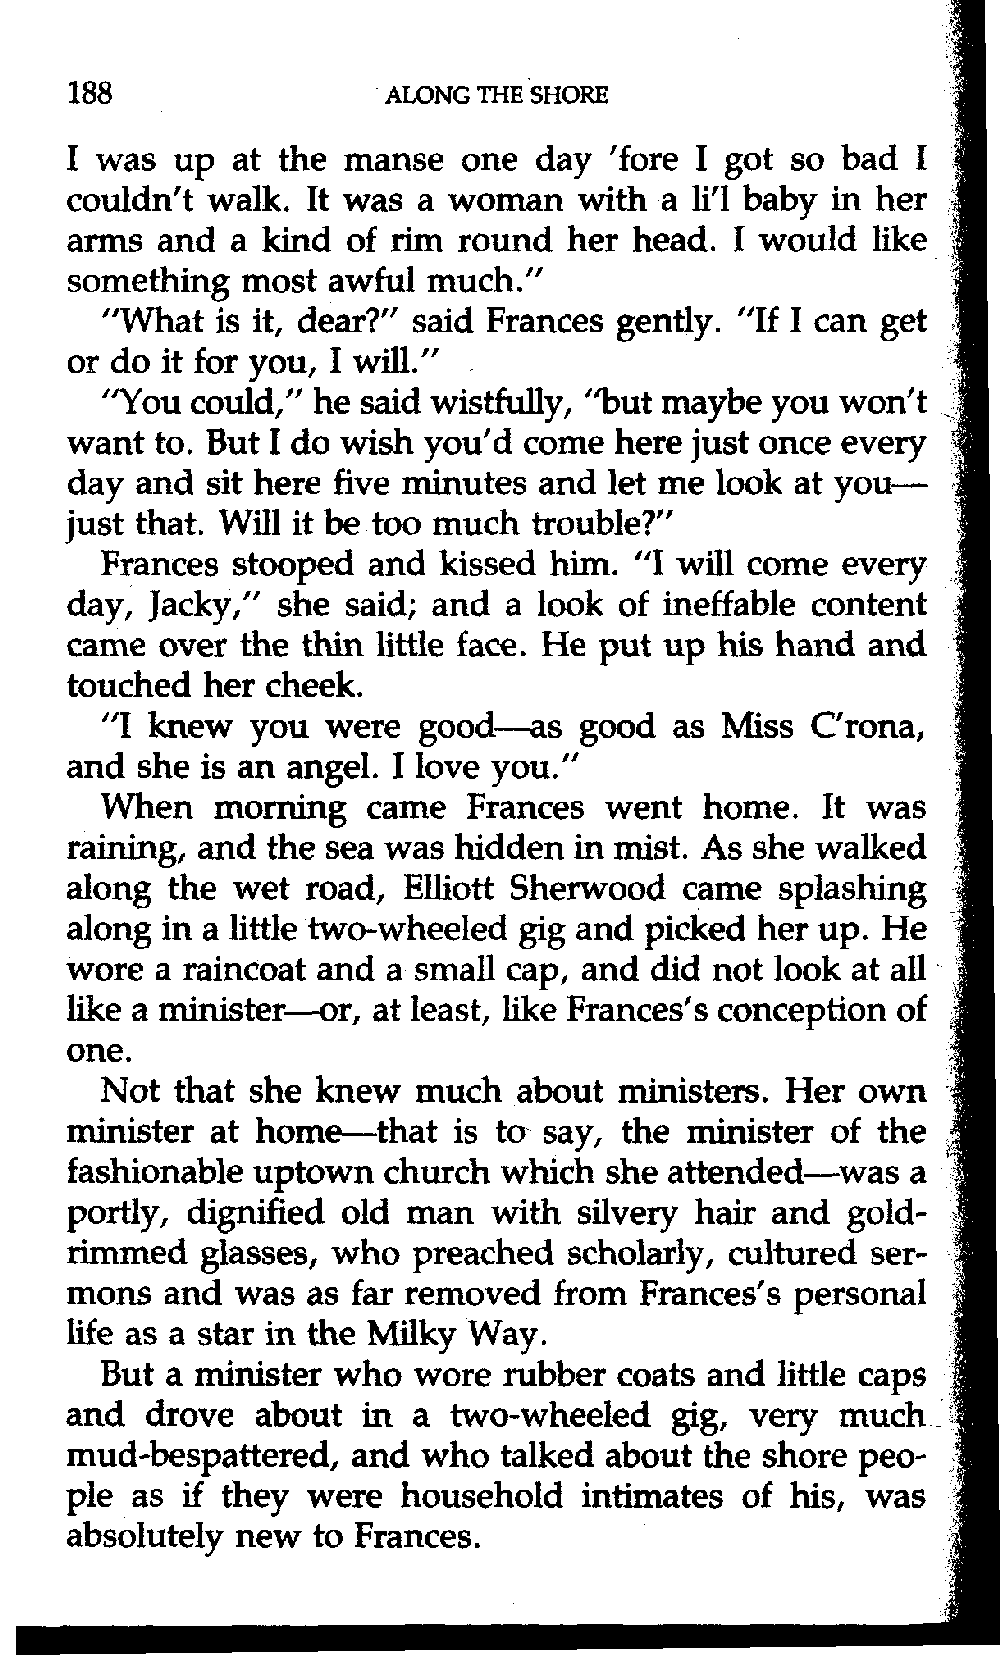 188 ALONG THE SHORE
I was up at the manse one day 'fore I got so bad I
couldn't walk. It was a woman with a li'l baby in her
arms and a kind of rim round her head. I would like
something most awful much."
"What is it, dear?" said Frances gently. "If I can get
or do it for you, I will."
"You could," he said wistfully, "but maybe you won't
want to. But I do wish you'd come here just once every
day and sit here five minutes and let me look at you—
just that. Will it be too much trouble?"
Frances stooped and kissed him. "I will come every
day, Jacky," she said; and a look of ineffable content
came over the thin little face. He put up his hand and
touched her cheek.
"I knew you were good—as good as Miss C'rona,
and she is an angel. I love you."
When morning came Frances went home. It was
raining, and the sea was hidden in mist. As she walked
along the wet road, Elliott Sherwood came splashing
along in a little two-wheeled gig and picked her up. He
wore a raincoat and a small cap, and did not look at all
like a minister—or, at least, like Frances's conception of
one.
Not that she knew much about ministers. Her own
minister at home—that is to say, the minister of the
fashionable uptown church which she attended—was a
portly, dignified old man with silvery hair and gold-
rimmed glasses, who preached scholarly, cultured ser-
mons and was as far removed from Frances's personal
life as a star in the Milky Way.
But a minister who wore rubber coats and little caps
and drove about in a two-wheeled gig, very much
mud-bespattered, and who talked about the shore peo-
ple as if they were household intimates of his, was
absolutely new to Frances.